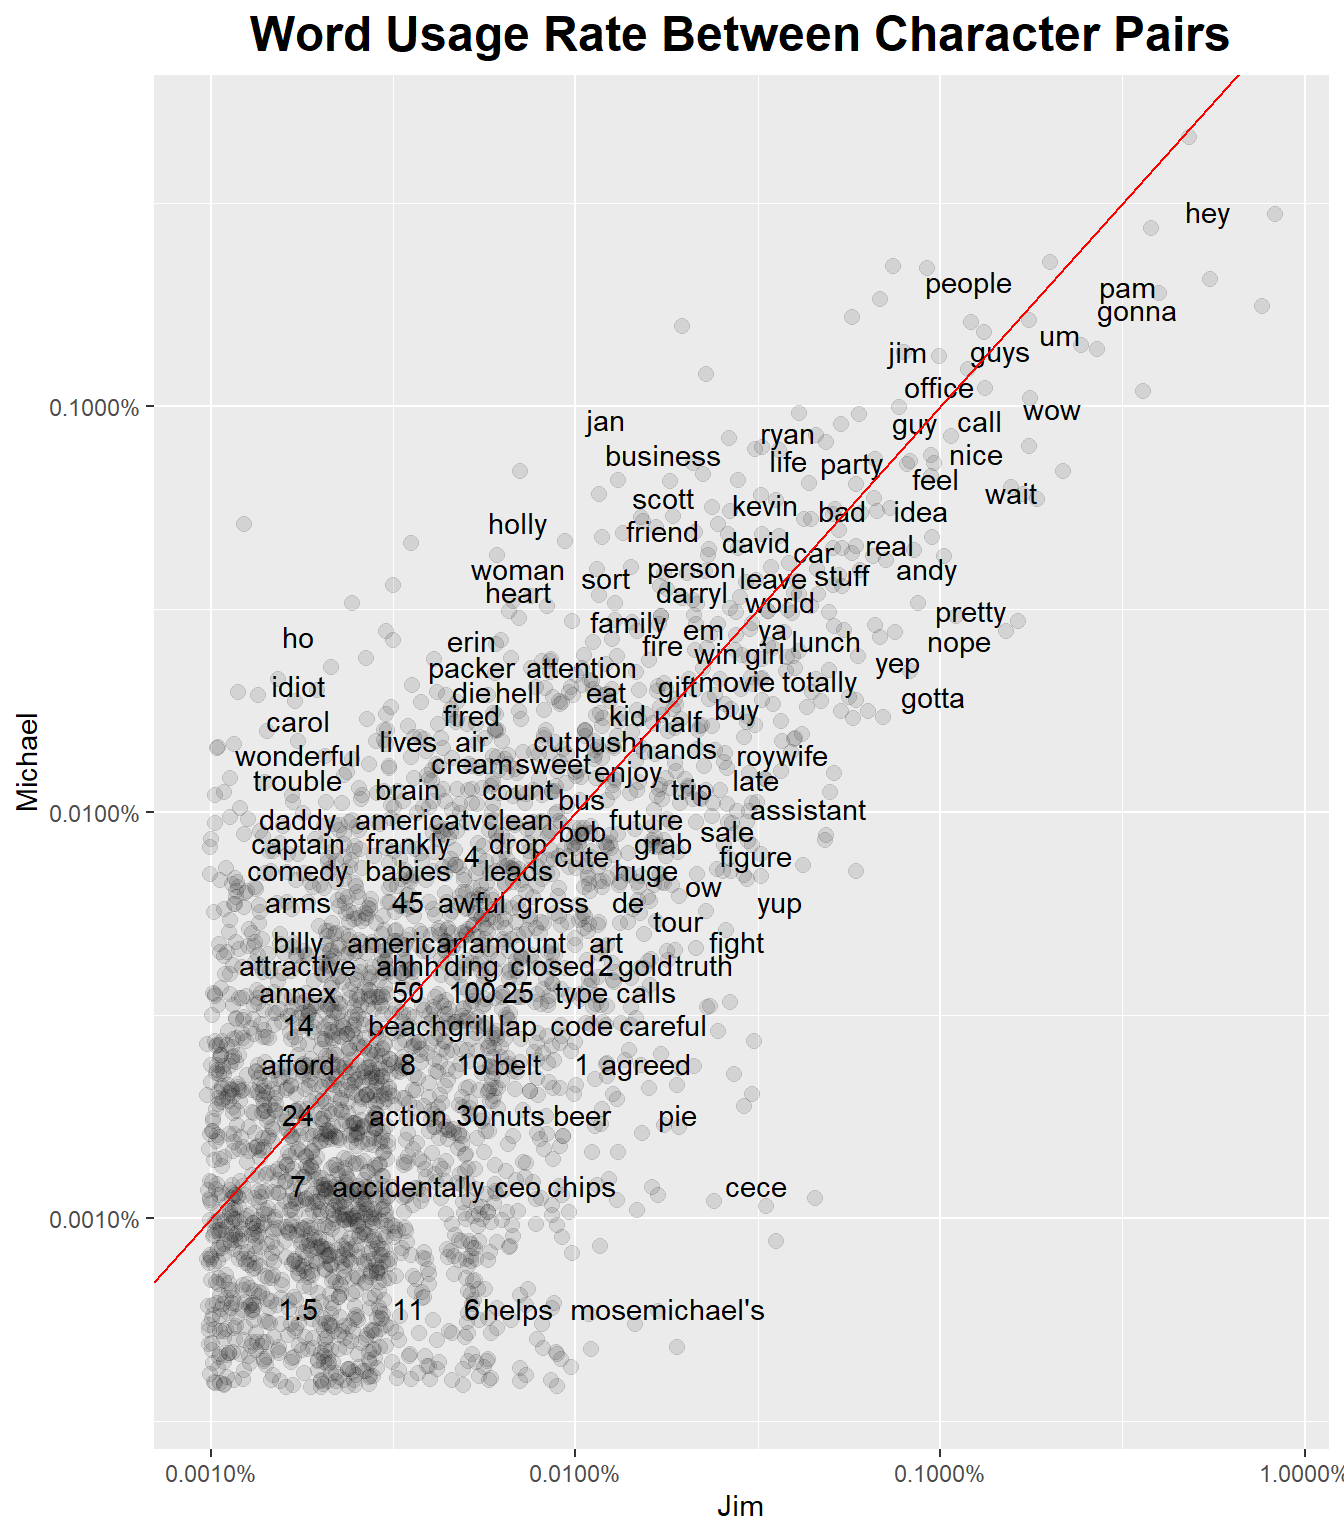 Word Usage Rate Between Character Pairs
hey
people
pam
gonna
um
jim guys
office
0.1000%
wow
jan guy call
ryan
business life party nice
feel
wait
scott
kevin bad idea
holly friend
david car real
woman sort person leave stuff andy
heart darryl world
pretty
family em ya
ho erin fire lunch nope
win girl
packer attention yep
idiot die hell eat gift movie totally
gotta
carol fired kid half buy
lives air cut push hands
wonderful cream sweet roy wife
trouble enjoy late
brain count trip
bus assistant
0.0100%
daddy america tv clean future
bob sale
captain frankly drop grab
4 cute figure
comedy babies leads huge
ow
arms 45 awful gross de yup
tour
billy american amount art fight
attractive ahhh ding closed 2 gold truth
annex 50 100 25 type calls
14 beach grill lap code careful
afford 8 10 belt 1 agreed
24 action 30 nuts beer pie
7 accidentally ceo chips cece
0.0010%
1.5 11 6 helps mose michael's
Michael
0.0010% 0.0100% 0.1000% 1.0000%
Jim